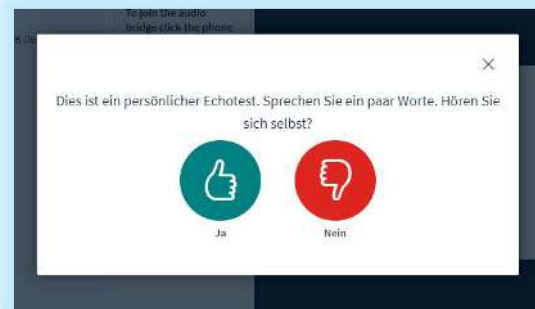 To join the audio
bridge click the phone
Dies ist ein persönlicher Echotest. Sprechen Sie ein paar Worte. Hören Sie
sich selbst?
Ja
Nein